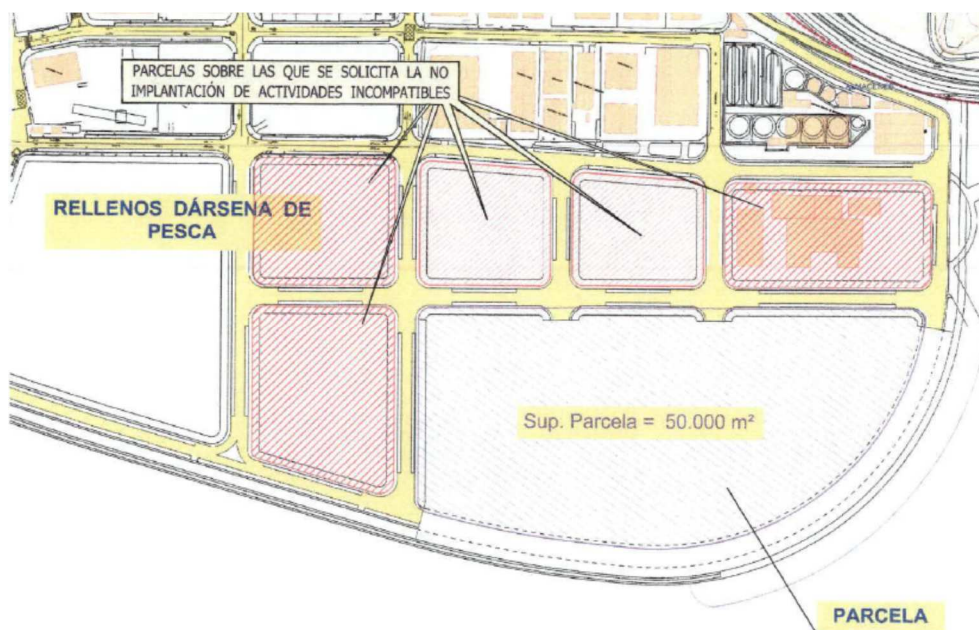 PARCELAS SOBRE LAS QUE SE SOLICITA LA NO
IMPLANTACIÓN DE ACTIVIDADES INCOMPATIBLES
RELLENOS DÁRSENA DE
PESCA
Sup. Parcela = 50.000 m²
PARCELA